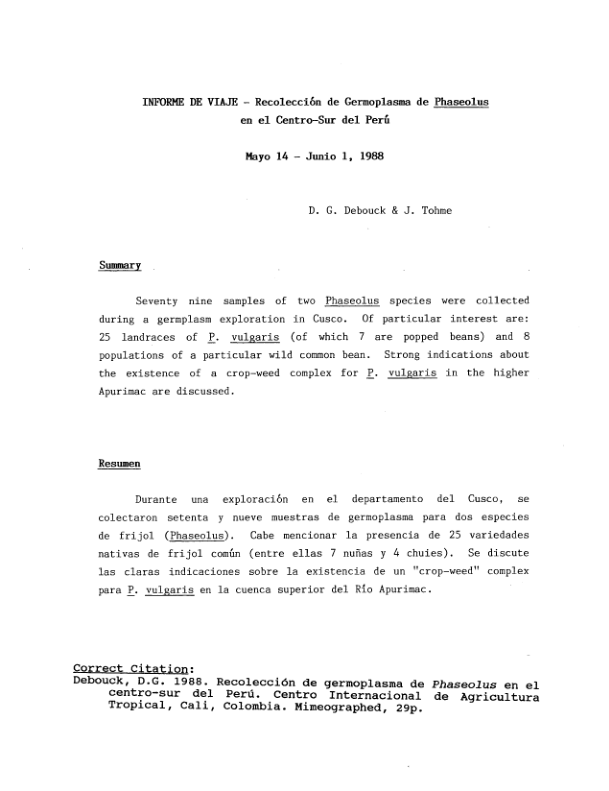 INFORME DE VIAJE - Recolección de Germoplasma de Phaseolus
en el Centro-Sur del Perú
Mayo 14 - Junio 1, 1988
D. G. Debouck & J. Tohme
Summary
Seventy nine samples of two Phaseolus species were collected
during a germplasm exploration in Cusco. Of particular interest are:
25 landraces of P. vulgaris (of which 7 are popped beans) and 8
populations of a particular wild common bean. Strong indications about
the existence of a crop-weed complex for P. vulgaris in the higher
Apurimac are discussed.
Resumen
Durante una exploración en el departamento del Cusco, se
colectaron setenta y nueve muestras de germoplasma para dos especies
de frijol (Phaseolus). Cabe mencionar la presencia de 25 variedades
nativas de frijol común (entre ellas 7 nuñas y 4 chuies). Se discute
las claras indicaciones sobre la existencia de un "crop-weed" complex
para P. vulgaris en la cuenca superior del Río Apurimac.
Correct Citation:
Debouck, D.G. 1988. Recolección de germoplasma de Phaseolus en el
centro-sur del Perú. Centro Internacional de Agricultura
Tropical, Cali, Colombia. Mimeographed, 29p.